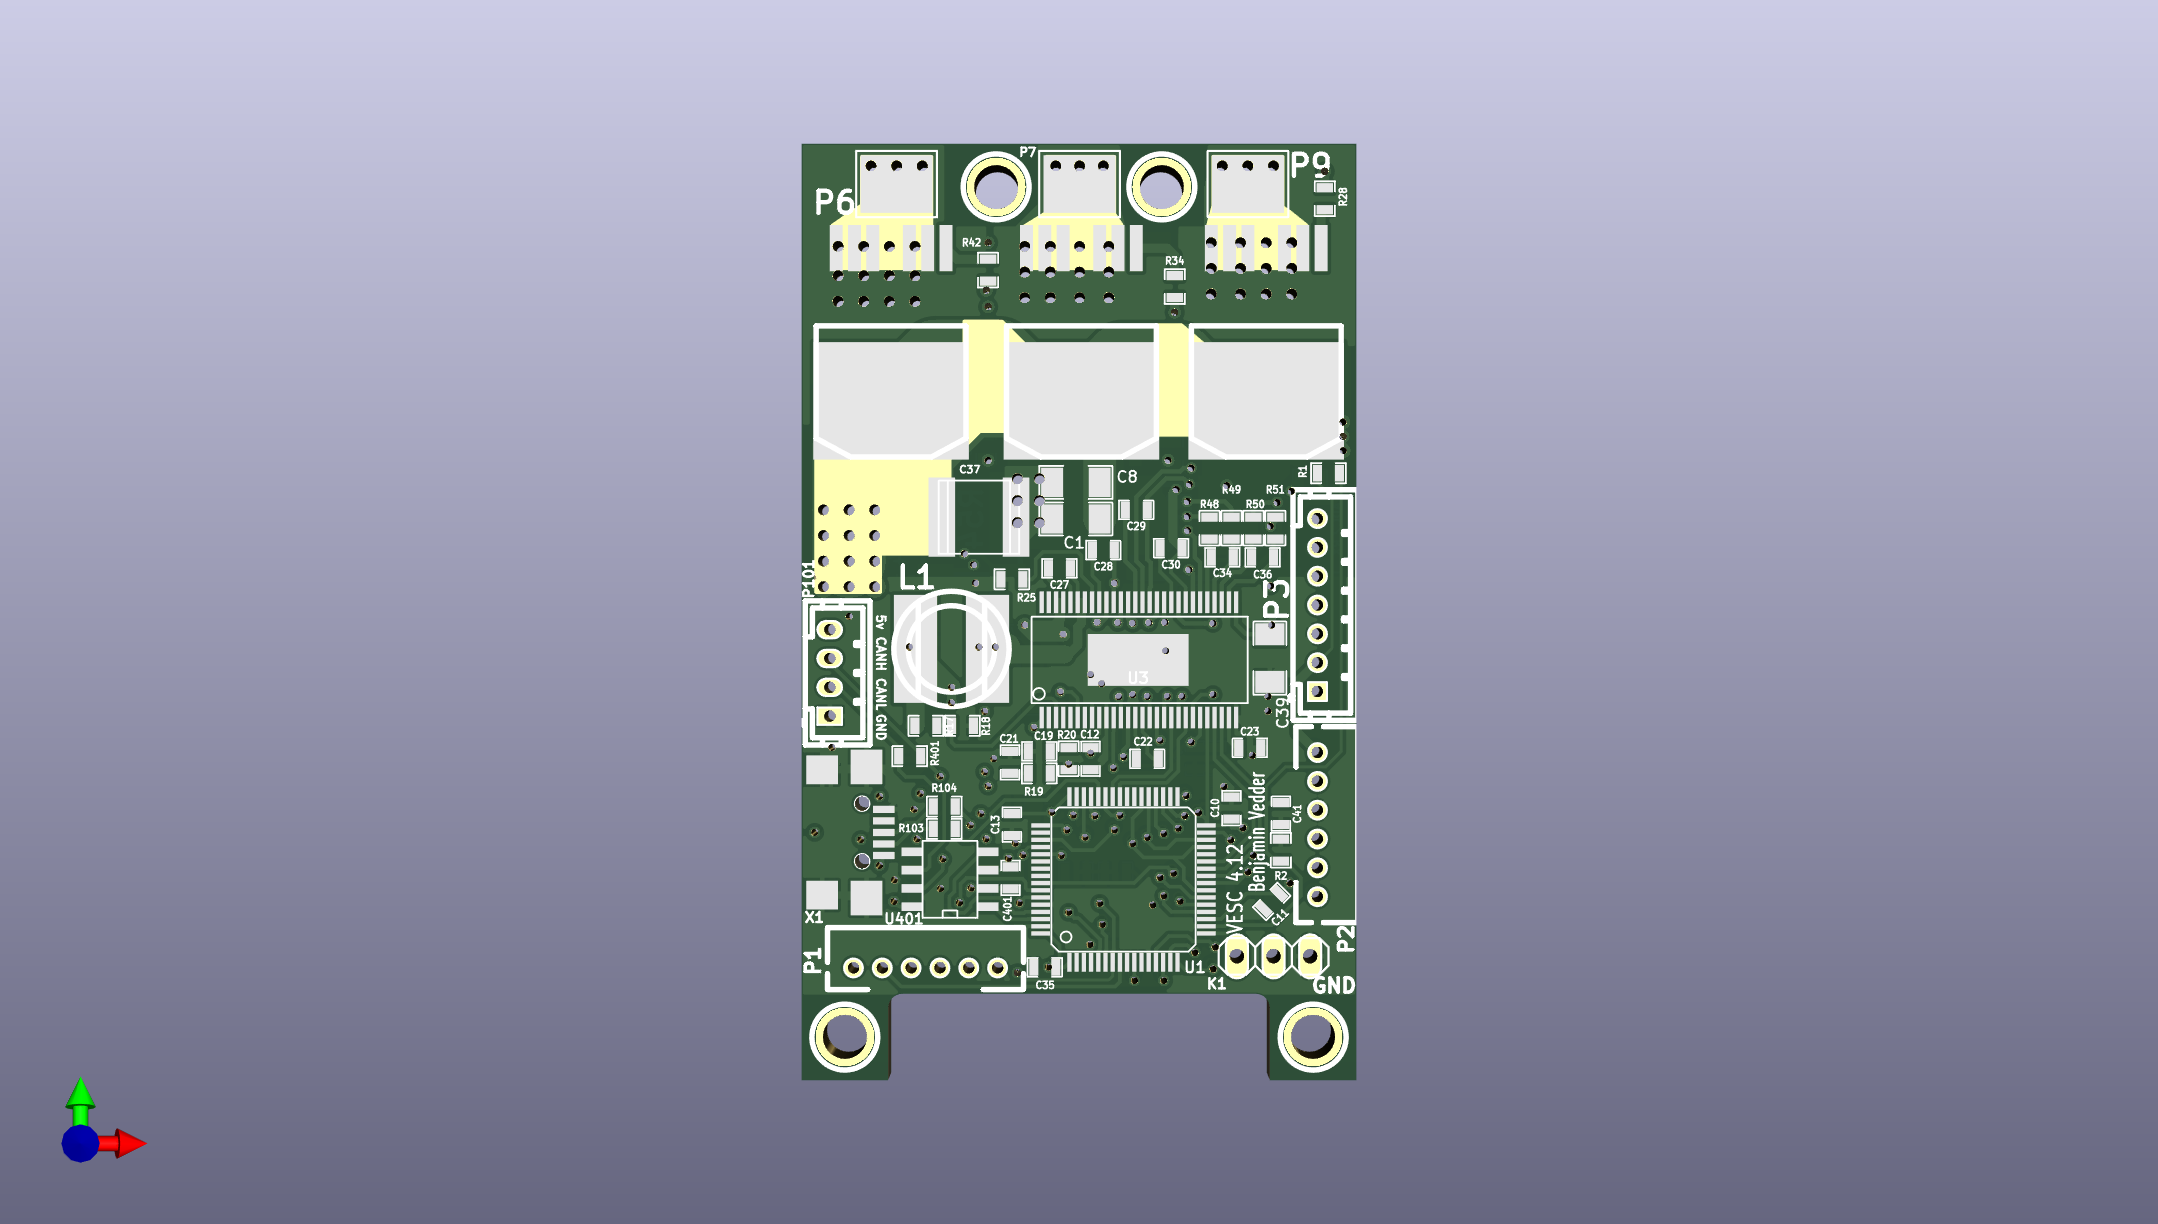 P7
P9
P6
R28
R42
R34
C37
C8
R1
R49
R51
R48
R50
C29
C1
C28
C30
C34
C36
C27
P101
L1
R25
P3
5v CANH CANL GND
U3
C39
R18
R401
C21
C19
R20
C12
C22
C23
R19
R104
R103
C13
C10
C41
VESC 4.12
Benjamin Vedder
R2
C11
C401
X1
U401
P2
P1
U1
K1
C35
GND